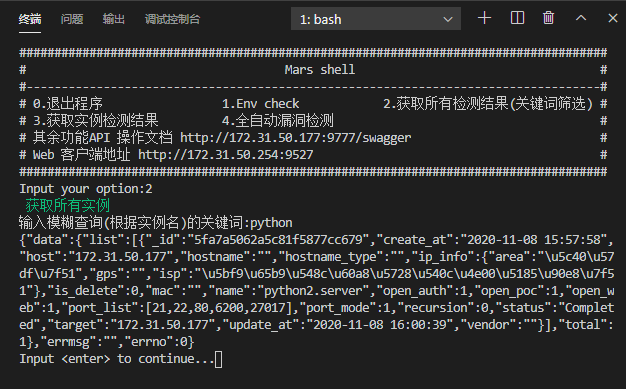 终端 问题 输出 调试控制台 1: bash
################################################################################
# Mars shell #
#------------------------------------------------------------------------------#
# 0.退出程序 1.Env check 2.获取所有检测结果(关键词筛选) #
# 3.获取实例检测结果 4.全自动漏洞检测 #
# 其余功能API 操作文档 http://172.31.50.177:9777/swagger #
# Web 客户端地址 http://172.31.50.254:9527 #
################################################################################
Input your option:2
获取所有实例
输入模糊查询(根据实例名)的关键词:python
{"data":{"list":[{"_id":"5fa7a5062a5c81f5877cc679","create_at":"2020-11-08 15:57:58",
"host":"172.31.50.177","hostname":"","hostname_type":"","ip_info":{"area":"\u5c40\u57
df\u7f51","gps":"","isp":"\u5bf9\u65b9\u548c\u60a8\u5728\u540c\u4e00\u5185\u90e8\u7f5
1"},"is_delete":0,"mac":"","name":"python2.server","open_auth":1,"open_poc":1,"open_w
eb":1,"port_list":[21,22,80,6200,27017],"port_mode":1,"recursion":0,"status":"Complet
ed","target":"172.31.50.177","update_at":"2020-11-08 16:00:39","vendor":""}],"total":
1},"errmsg":"","errno":0}
Input <enter> to continue...